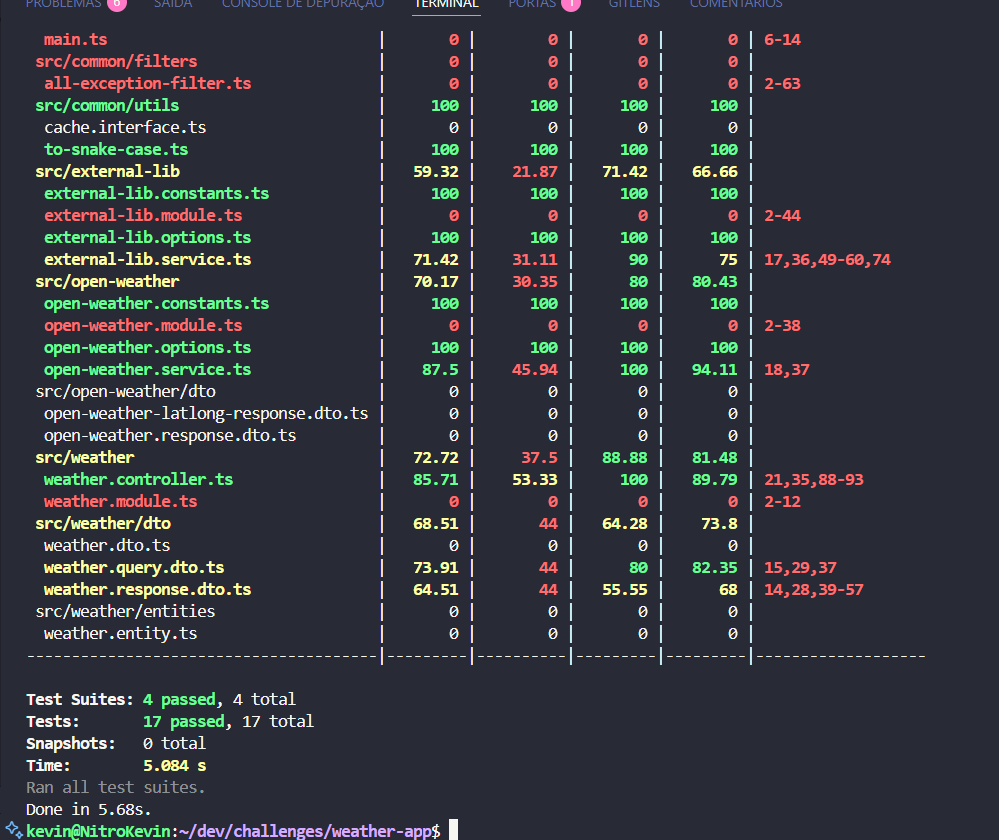 PROBLEMAS 6 SAÍDA CONSOLE DE DEPURAÇÃO TERMINAL PORTAS 1 GITLENS COMENTÁRIOS
main.ts | 0 | 0 | 0 | 0 | 6-14
src/common/filters | 0 | 0 | 0 | 0 |
all-exception-filter.ts | 0 | 0 | 0 | 0 | 2-63
src/common/utils | 100 | 100 | 100 | 100 |
cache.interface.ts | 0 | 0 | 0 | 0 |
to-snake-case.ts | 100 | 100 | 100 | 100 |
src/external-lib | 59.32 | 21.87 | 71.42 | 66.66 |
external-lib.constants.ts | 100 | 100 | 100 | 100 |
external-lib.module.ts | 0 | 0 | 0 | 0 | 2-44
external-lib.options.ts | 100 | 100 | 100 | 100 |
external-lib.service.ts | 71.42 | 31.11 | 90 | 75 | 17,36,49-60,74
src/open-weather | 70.17 | 30.35 | 80 | 80.43 |
open-weather.constants.ts | 100 | 100 | 100 | 100 |
open-weather.module.ts | 0 | 0 | 0 | 0 | 2-38
open-weather.options.ts | 100 | 100 | 100 | 100 |
open-weather.service.ts | 87.5 | 45.94 | 100 | 94.11 | 18,37
src/open-weather/dto | 0 | 0 | 0 | 0 |
open-weather-latlong-response.dto.ts | 0 | 0 | 0 | 0 |
open-weather.response.dto.ts | 0 | 0 | 0 | 0 |
src/weather | 72.72 | 37.5 | 88.88 | 81.48 |
weather.controller.ts | 85.71 | 53.33 | 100 | 89.79 | 21,35,88-93
weather.module.ts | 0 | 0 | 0 | 0 | 2-12
src/weather/dto | 68.51 | 44 | 64.28 | 73.8 |
weather.dto.ts | 0 | 0 | 0 | 0 |
weather.query.dto.ts | 73.91 | 44 | 80 | 82.35 | 15,29,37
weather.response.dto.ts | 64.51 | 44 | 55.55 | 68 | 14,28,39-57
src/weather/entities | 0 | 0 | 0 | 0 |
weather.entity.ts | 0 | 0 | 0 | 0 |
---------------------------------------|---------|----------|---------|---------|-------------------
Test Suites: 4 passed, 4 total
Tests: 17 passed, 17 total
Snapshots: 0 total
Time: 5.084 s
Ran all test suites.
Done in 5.68s.
kevin@NitroKevin:~/dev/challenges/weather-app$